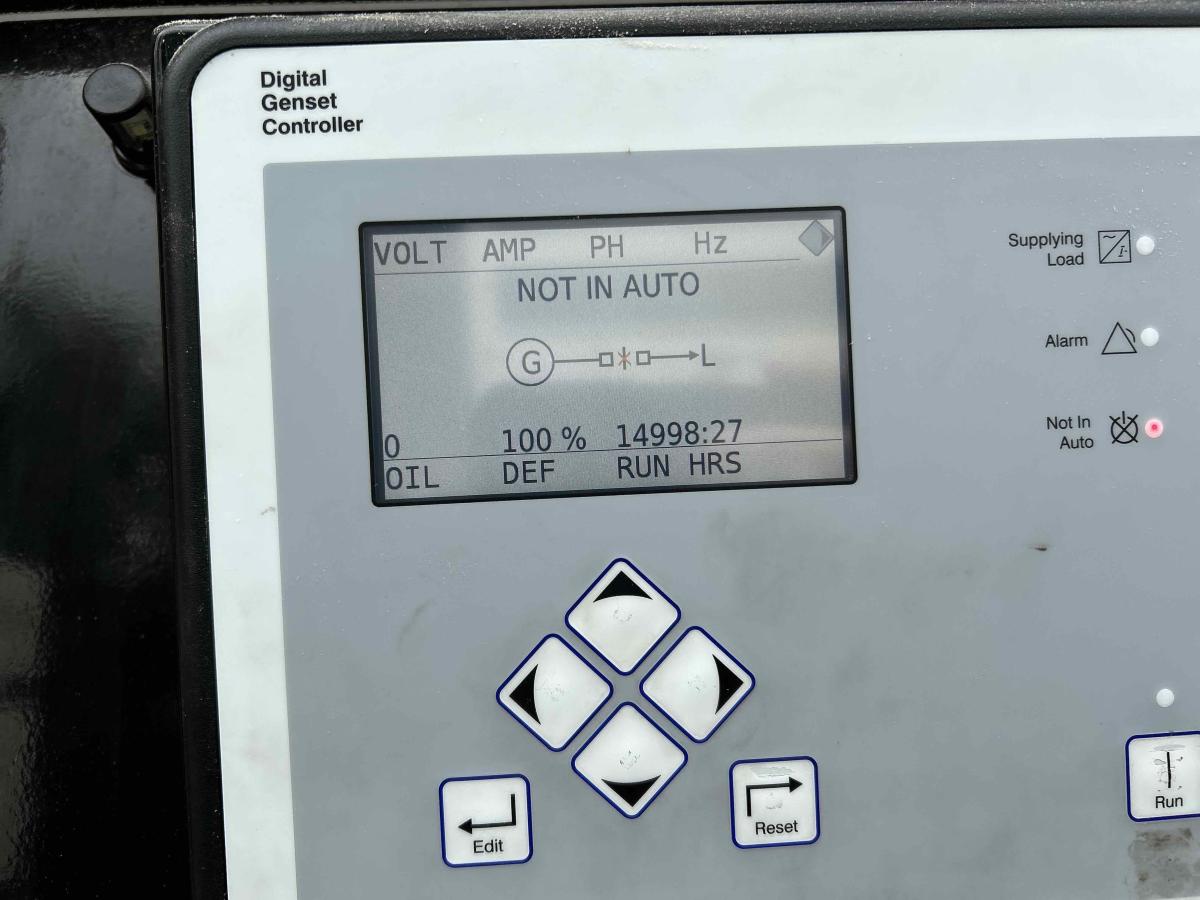 Digital
Genset
Controller
VOLT AMP PH Hz
NOT IN AUTO
G L
0 100 % 14998:27
OIL DEF RUN HRS
Supplying
Load
Alarm
Not In
Auto
Edit
Reset
Run